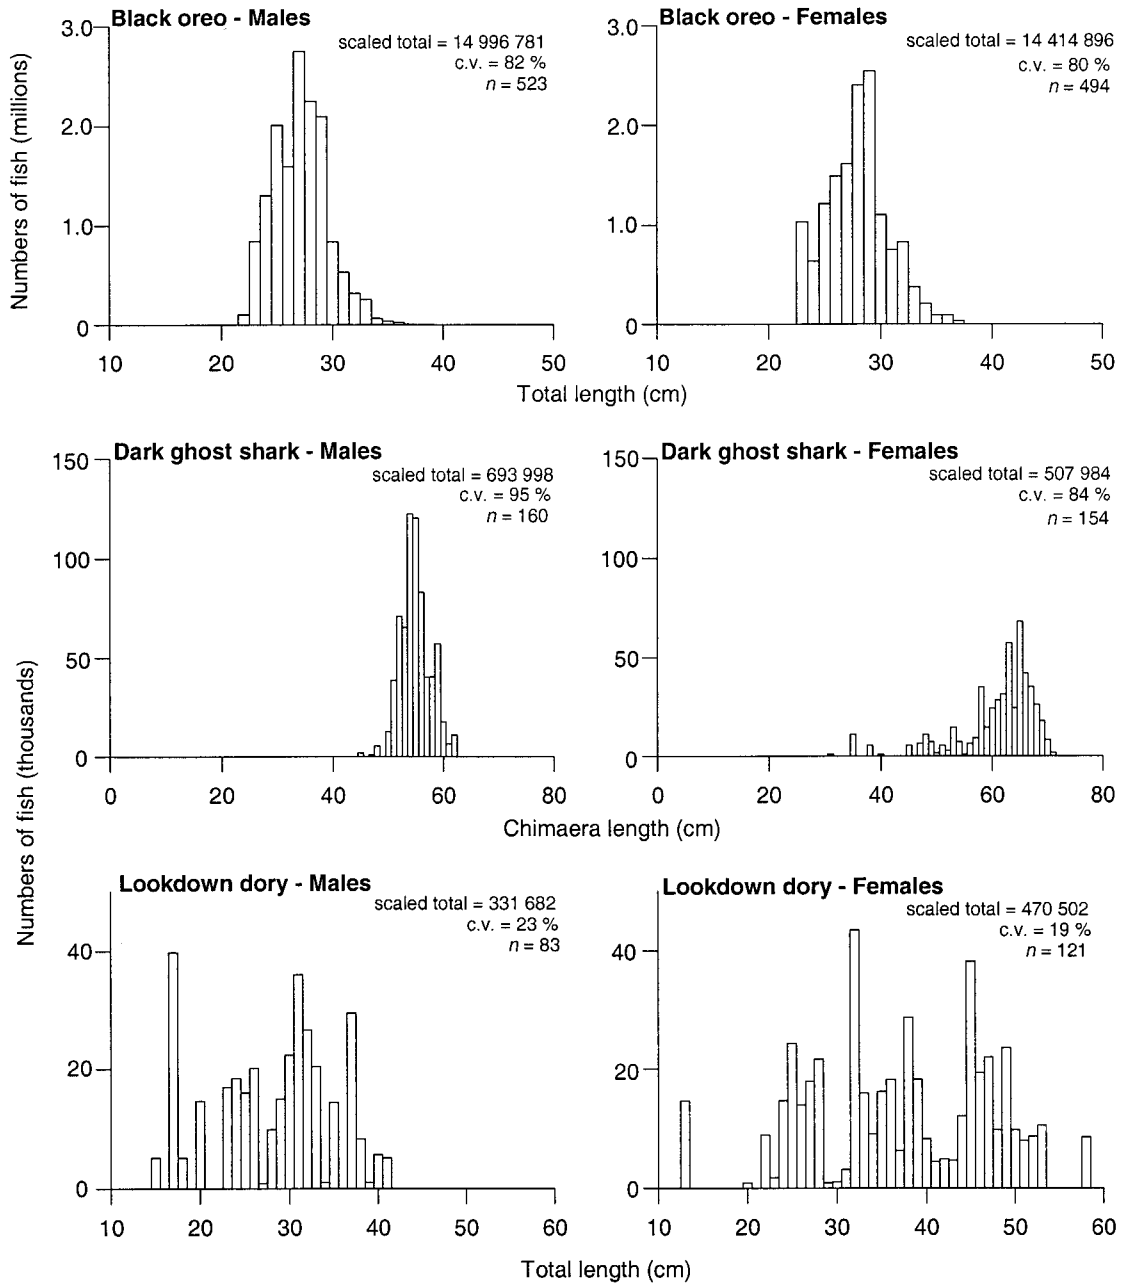 Black oreo - Males
scaled total = 14 996 781
c.v. = 82 %
n = 523
Numbers of fish (millions)
3.0
2.0
1.0
0
10 20 30 40 50
Black oreo - Females
scaled total = 14 414 896
c.v. = 80 %
n = 494
3.0
2.0
1.0
0
10 20 30 40 50
Total length (cm)
Dark ghost shark - Males
scaled total = 693 998
c.v. = 95 %
n = 160
150
100
50
0
0 20 40 60 80
Dark ghost shark - Females
scaled total = 507 984
c.v. = 84 %
n = 154
150
100
50
0
0 20 40 60 80
Chimaera length (cm)
Numbers of fish (thousands)
Lookdown dory - Males
scaled total = 331 682
c.v. = 23 %
n = 83
40
20
0
10 20 30 40 50 60
Lookdown dory - Females
scaled total = 470 502
c.v. = 19 %
n = 121
40
20
0
10 20 30 40 50 60
Total length (cm)